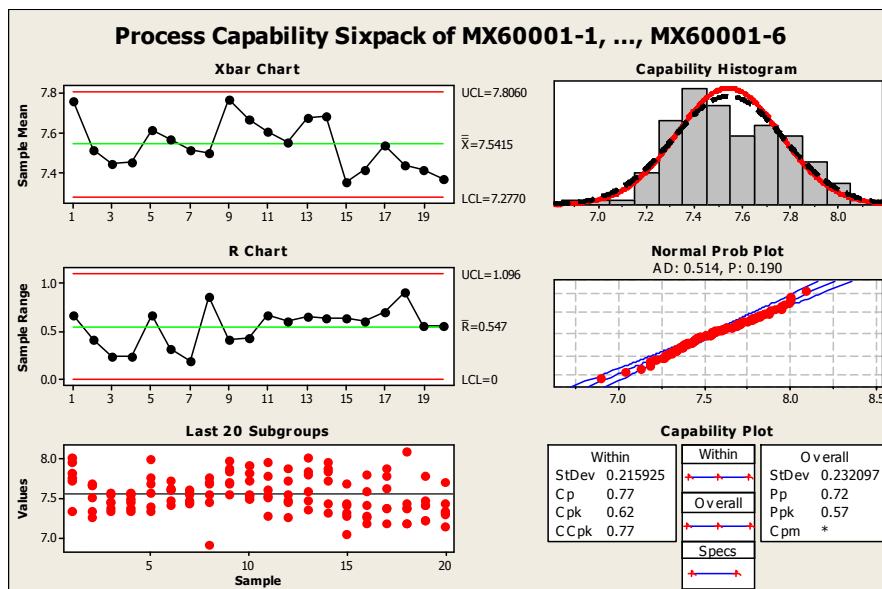 Process Capability Sixpack of MX60001-1, ..., MX60001-6
Xbar Chart
Sample Mean
7.8
7.6
7.4
1 3 5 7 9 11 13 15 17 19
UCL=7.8060
X=7.5415
LCL=7.2770
Capability Histogram
7.0 7.2 7.4 7.6 7.8 8.0
R Chart
Sample Range
1.0
0.5
0.0
1 3 5 7 9 11 13 15 17 19
UCL=1.096
R=0.547
LCL=0
Normal Prob Plot
AD: 0.514, P: 0.190
7.0 7.5 8.0 8.5
Last 20 Subgroups
Values
8.0
7.5
7.0
5 10 15 20
Sample
Capability Plot
Within
StDev 0.215925
Cp 0.77
Cpk 0.62
CCpk 0.77
Within
Overall
Specs
Overall
StDev 0.232097
Pp 0.72
Ppk 0.57
Cpm *